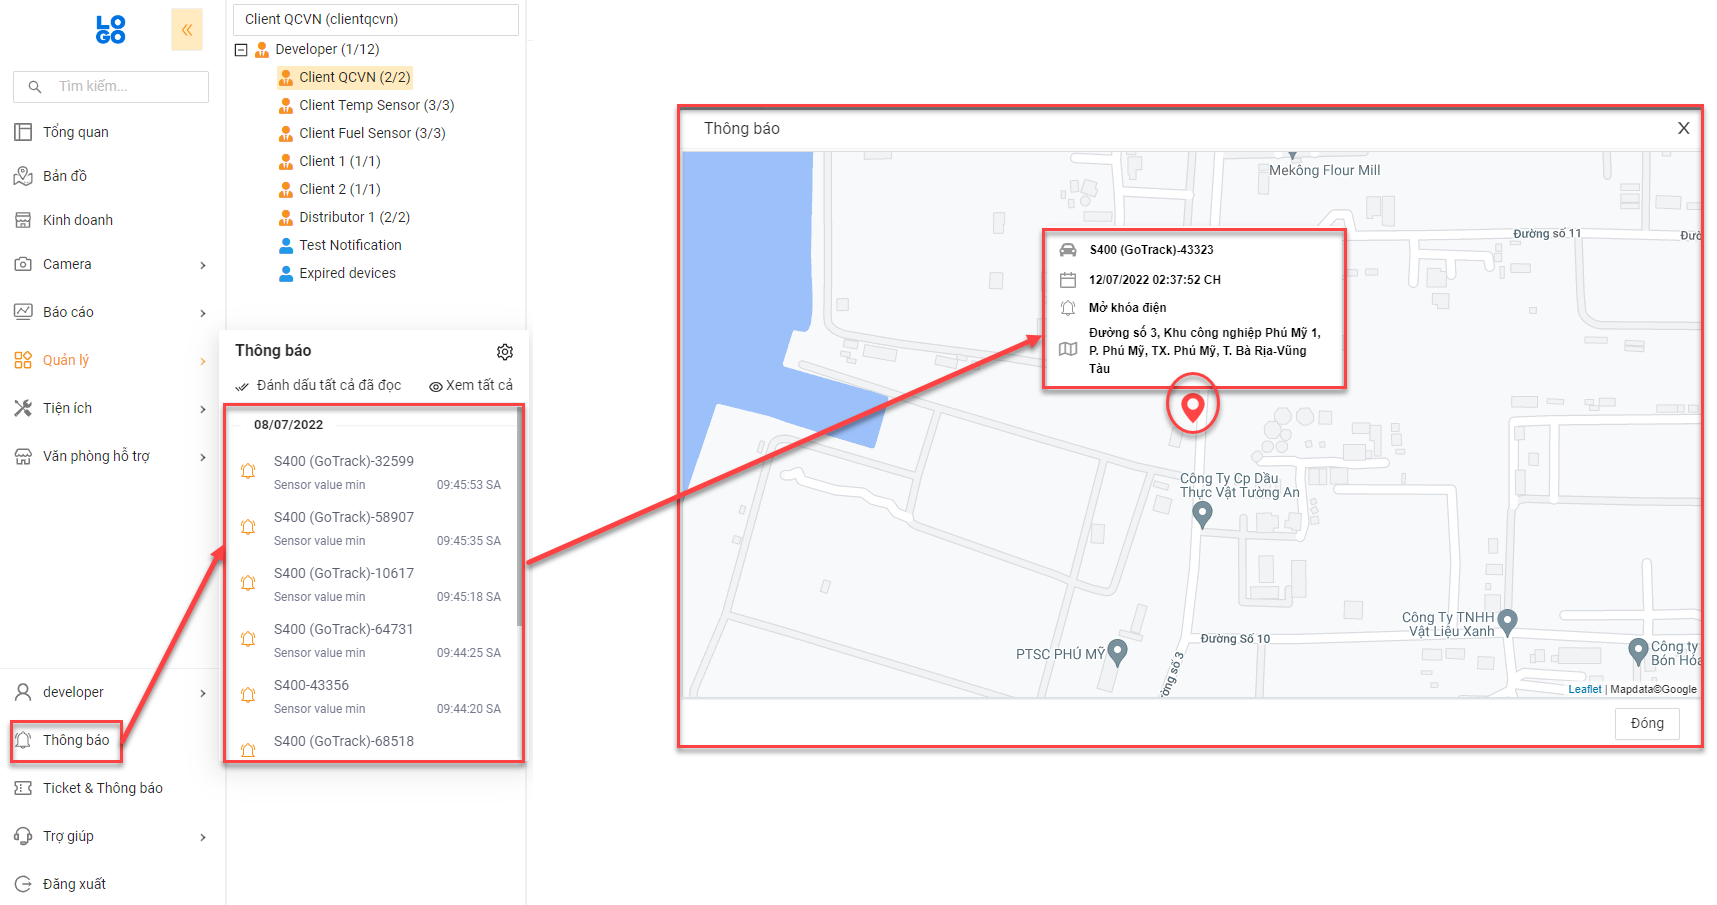 LO
GO
Tìm kiếm...
Tổng quan
Bản đồ
Kinh doanh
Camera
Báo cáo
Quản lý
Tiện ích
Văn phòng hỗ trợ
developer
Thông báo
Ticket & Thông báo
Trợ giúp
Đăng xuất
Client QCVN (clientqcvn)
Developer (1/12)
Client QCVN (2/2)
Client Temp Sensor (3/3)
Client Fuel Sensor (3/3)
Client 1 (1/1)
Client 2 (1/1)
Distributor 1 (2/2)
Test Notification
Expired devices
Thông báo
Đánh dấu tất cả đã đọc Xem tất cả
08/07/2022
S400 (GoTrack)-32599
Sensor value min 09:45:53 SA
S400 (GoTrack)-58907
Sensor value min 09:45:35 SA
S400 (GoTrack)-10617
Sensor value min 09:45:18 SA
S400 (GoTrack)-64731
Sensor value min 09:44:25 SA
S400-43356
Sensor value min 09:44:20 SA
S400 (GoTrack)-68518
Thông báo X
Mekông Flour Mill
Đường số 11
Đườ
S400 (GoTrack)-43323
12/07/2022 02:37:52 CH
Mở khóa điện
Đường số 3, Khu công nghiệp Phú Mỹ 1,
P. Phú Mỹ, TX. Phú Mỹ, T. Bà Rịa-Vũng
Tàu
Công Ty Cp Dầu
Thực Vật Tường An
Công Ty TNHH
Vật Liệu Xanh
Đường Số 10
PTSC PHÚ MỸ
ờng số 3
Công ty
Bón Hóa
Leaflet | Mapdata©Google
Đóng